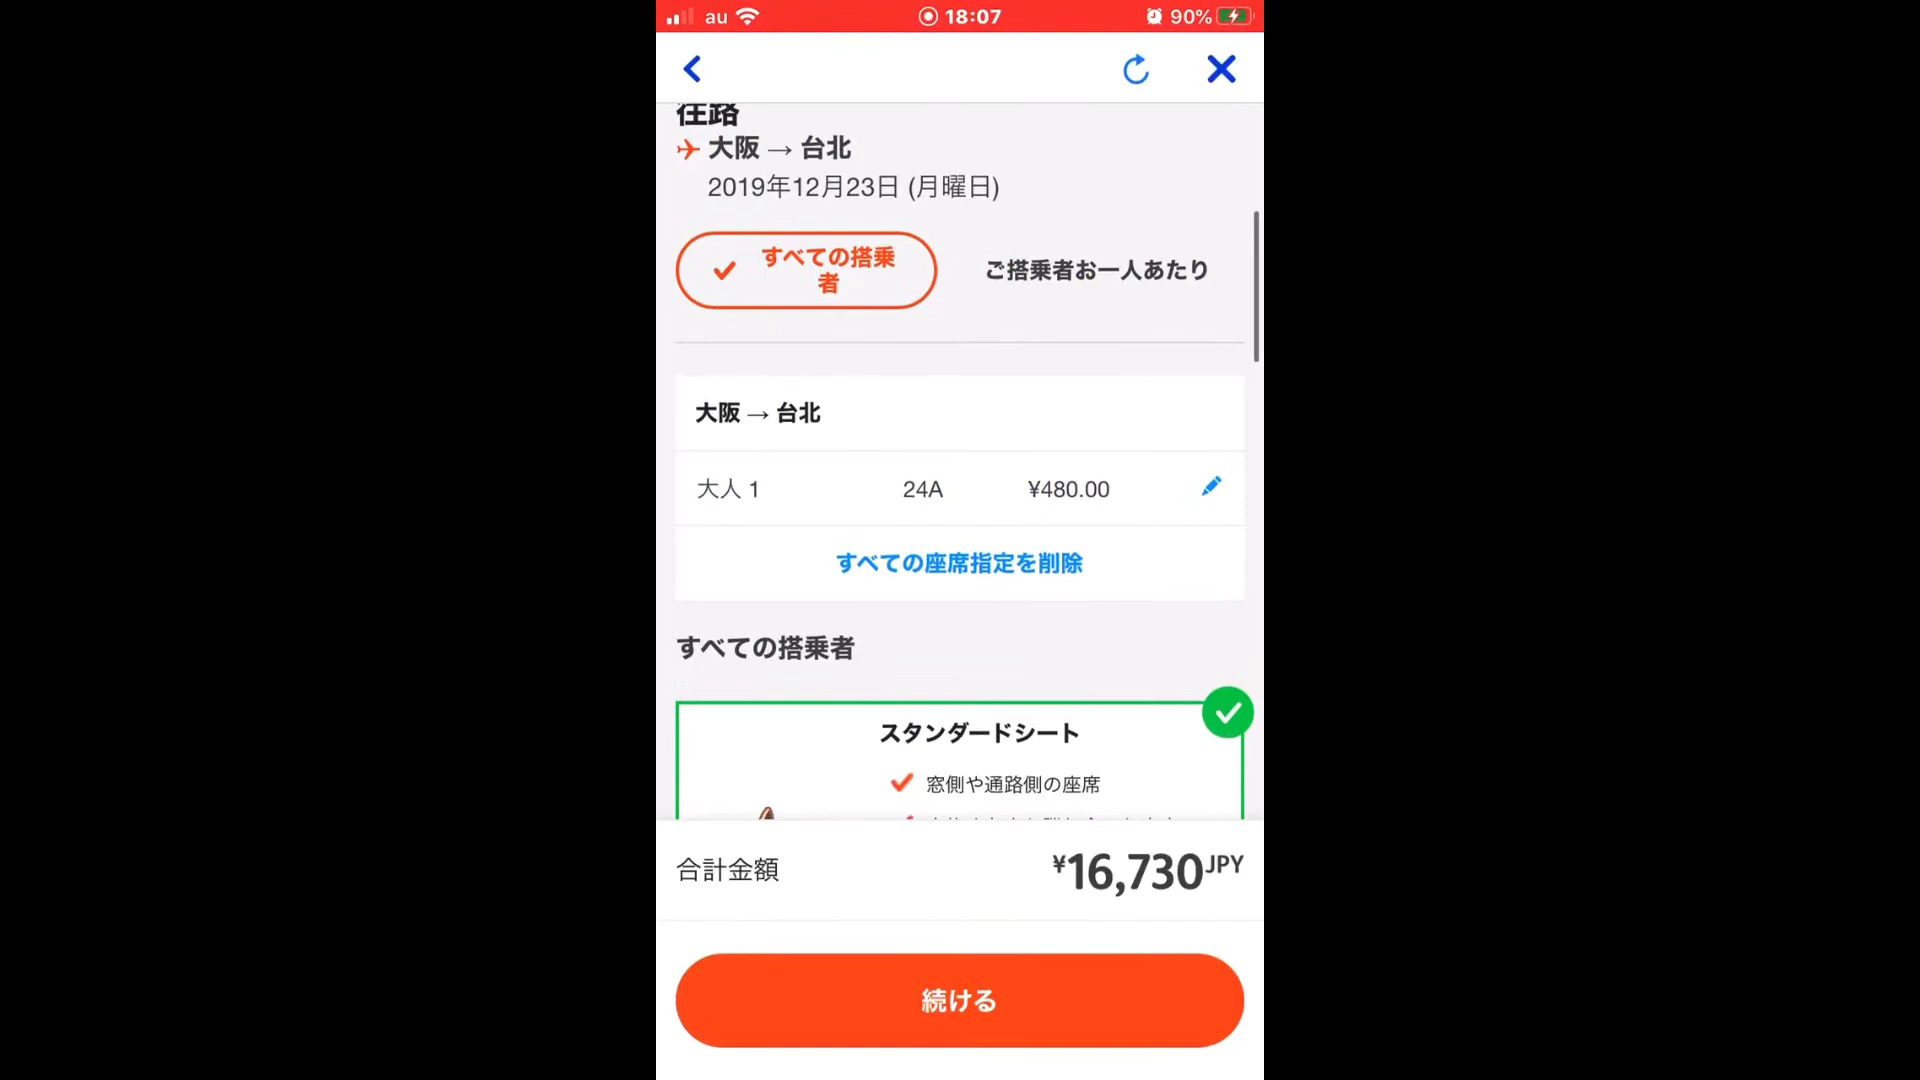 au 18:07 90%
往路
大阪 → 台北
2019年12月23日 (月曜日)
すべての搭乗
者
ご搭乗者お一人あたり
大阪 → 台北
大人 1 24A ¥480.00
すべての座席指定を削除
すべての搭乗者
スタンダードシート
窓側や通路側の座席
合計金額 ¥16,730JPY
続ける